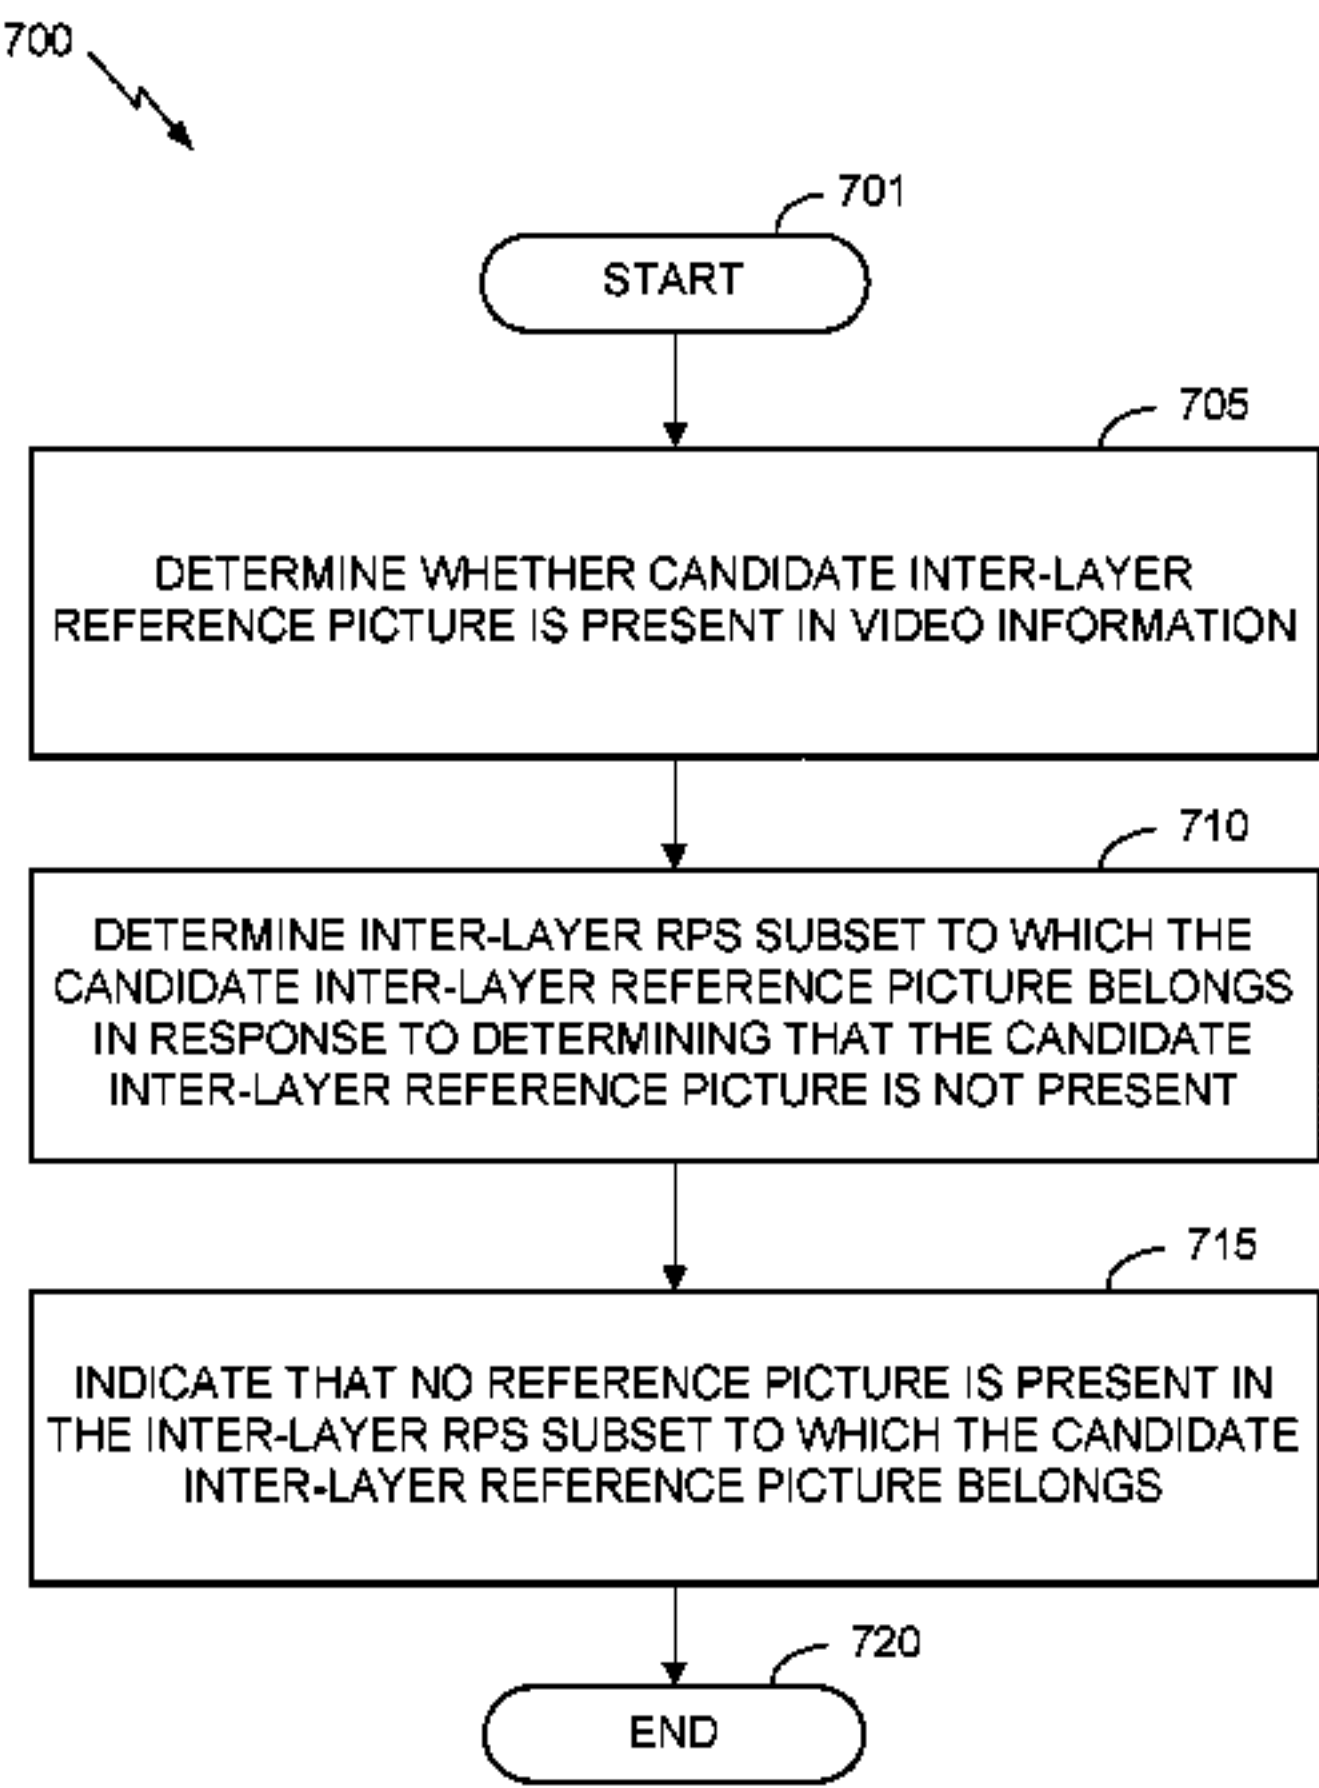 700
701
START
705
DETERMINE WHETHER CANDIDATE INTER-LAYER
REFERENCE PICTURE IS PRESENT IN VIDEO INFORMATION
710
DETERMINE INTER-LAYER RPS SUBSET TO WHICH THE
CANDIDATE INTER-LAYER REFERENCE PICTURE BELONGS
IN RESPONSE TO DETERMINING THAT THE CANDIDATE
INTER-LAYER REFERENCE PICTURE IS NOT PRESENT
715
INDICATE THAT NO REFERENCE PICTURE IS PRESENT IN
THE INTER-LAYER RPS SUBSET TO WHICH THE CANDIDATE
INTER-LAYER REFERENCE PICTURE BELONGS
720
END